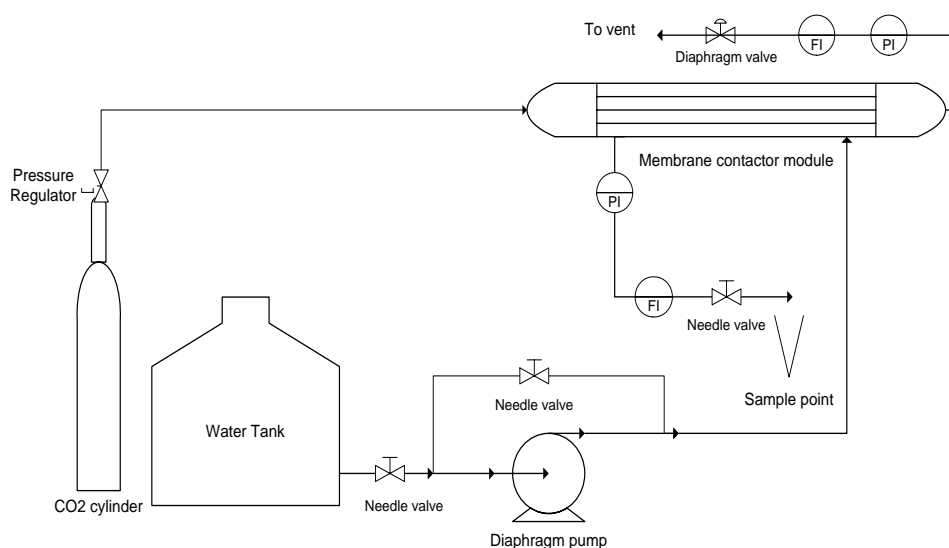 To vent
Diaphragm valve
FI
PI
Membrane contactor module
Pressure
Regulator
PI
FI
Needle valve
Sample point
Needle valve
Water Tank
Needle valve
CO2 cylinder
Diaphragm pump